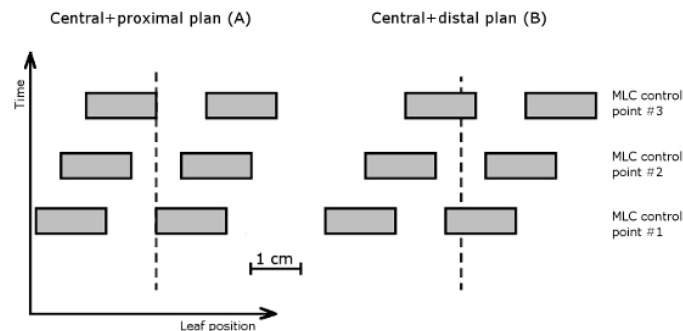 Central+proximal plan (A)
Central+distal plan (B)
Time
MLC control
point #3
MLC control
point #2
MLC control
point #1
1 cm
Leaf position